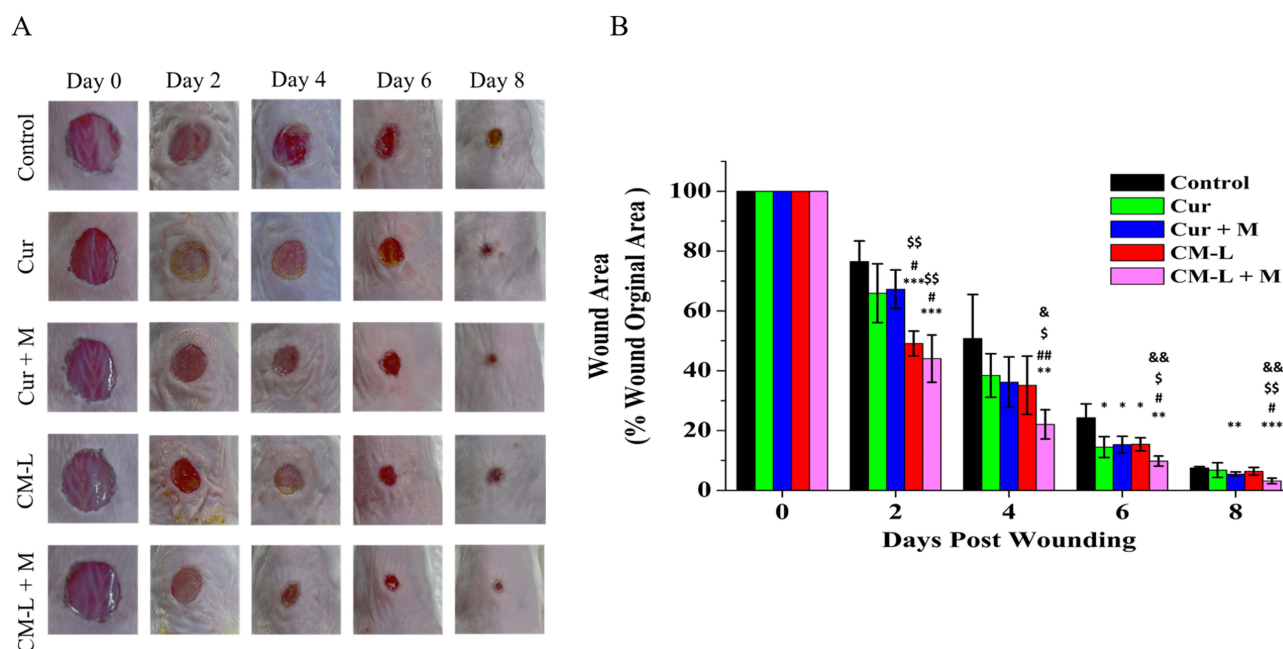 A
Day 0 Day 2 Day 4 Day 6 Day 8
Control
Cur
Cur + M
CM-L
CM-L + M
B
Wound Area
(% Wound Orginal Area )
100
80
60
40
20
0
Control
Cur
Cur + M
CM-L
CM-L + M
$$
#
***
$$
#
***
&
$
##
**
* * *
&&
$
#
**
**
&&
$$
#
***
0 2 4 6 8
Days Post Wounding